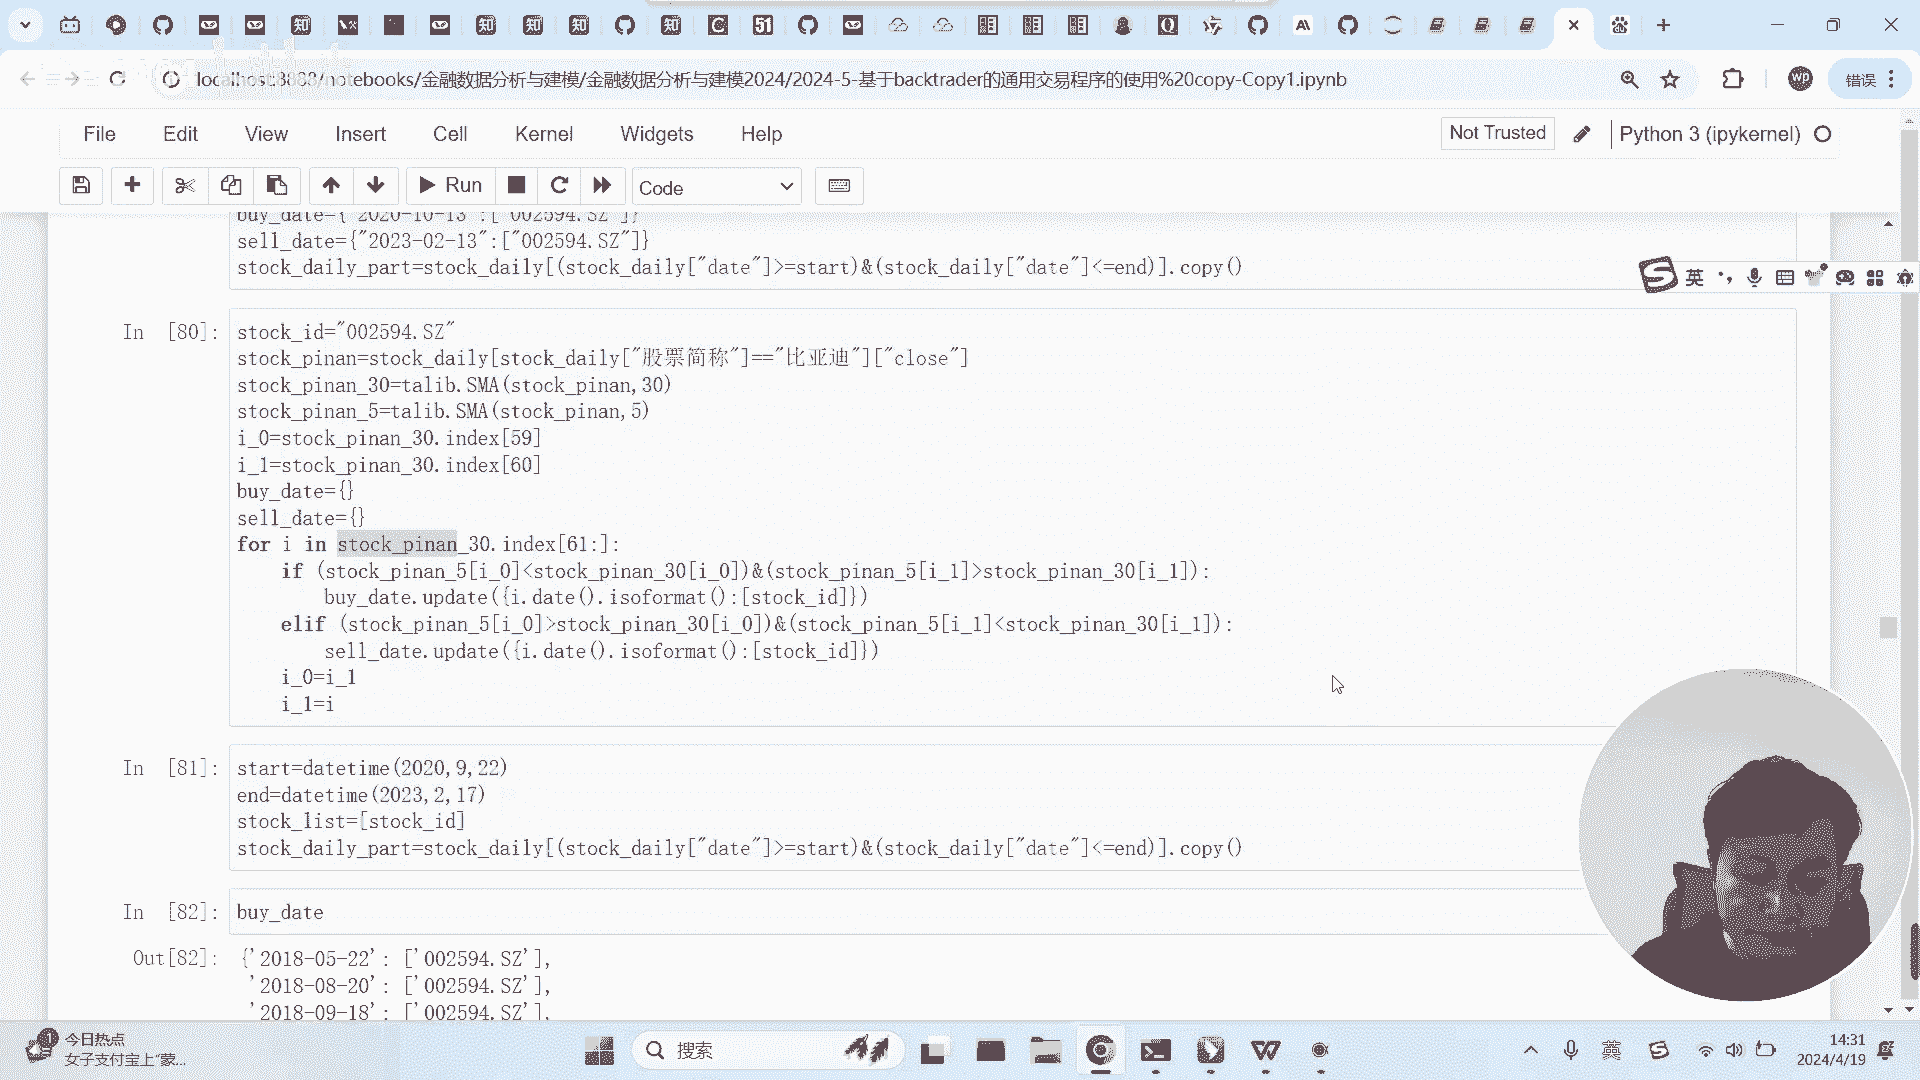 localhost:8888/notebooks/金融数据分析与建模/金融数据分析与建模2024/2024-5-基于backtrader的通用交易程序的使用%20copy-Copy1.ipynb
错误
File Edit View Insert Cell Kernel Widgets Help
Not Trusted
Python 3 (ipykernel)
Run
Code
buy_date={"2020-10-13":["002594.SZ"]}
sell_date={"2023-02-13":["002594.SZ"]}
stock_daily_part=stock_daily[(stock_daily["date"]>=start)&(stock_daily["date"]<=end)].copy()
英
In [80]:
stock_id="002594.SZ"
stock_pinan=stock_daily[stock_daily["股票简称"]=="比亚迪"]["close"]
stock_pinan_30=talib.SMA(stock_pinan,30)
stock_pinan_5=talib.SMA(stock_pinan,5)
i_0=stock_pinan_30.index[59]
i_1=stock_pinan_30.index[60]
buy_date={}
sell_date={}
for i in stock_pinan_30.index[61:]:
if (stock_pinan_5[i_0]<stock_pinan_30[i_0])&(stock_pinan_5[i_1]>stock_pinan_30[i_1]):
buy_date.update({i.date().isoformat():[stock_id]})
elif (stock_pinan_5[i_0]>stock_pinan_30[i_0])&(stock_pinan_5[i_1]<stock_pinan_30[i_1]):
sell_date.update({i.date().isoformat():[stock_id]})
i_0=i_1
i_1=i
In [81]:
start=datetime(2020,9,22)
end=datetime(2023,2,17)
stock_list=[stock_id]
stock_daily_part=stock_daily[(stock_daily["date"]>=start)&(stock_daily["date"]<=end)].copy()
In [82]:
buy_date
Out[82]:
{'2018-05-22': ['002594.SZ'],
'2018-08-20': ['002594.SZ'],
'2018-09-18': ['002594.SZ'],
今日热点
女子支付宝上"蒙...
搜索
英
14:31
2024/4/19